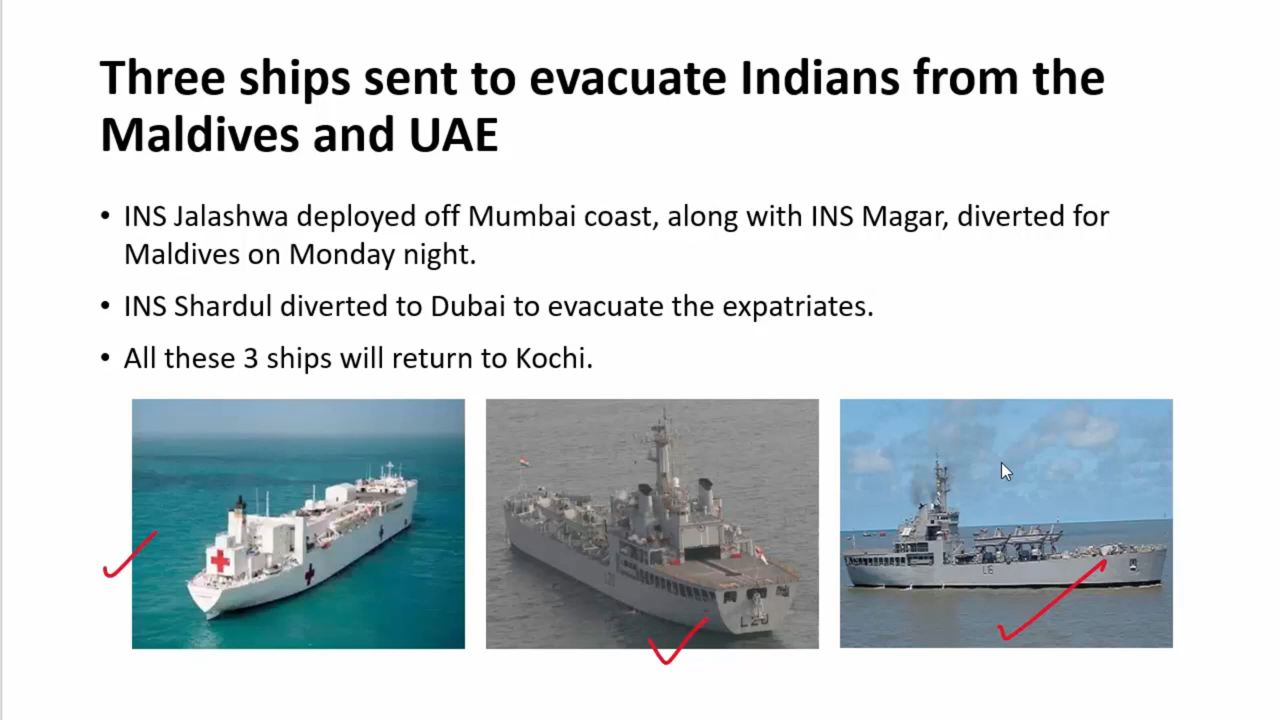 Three ships sent to evacuate Indians from the
Maldives and UAE
• INS Jalashwa deployed off Mumbai coast, along with INS Magar, diverted for
Maldives on Monday night.
• INS Shardul diverted to Dubai to evacuate the expatriates.
• All these 3 ships will return to Kochi.
L20
L16